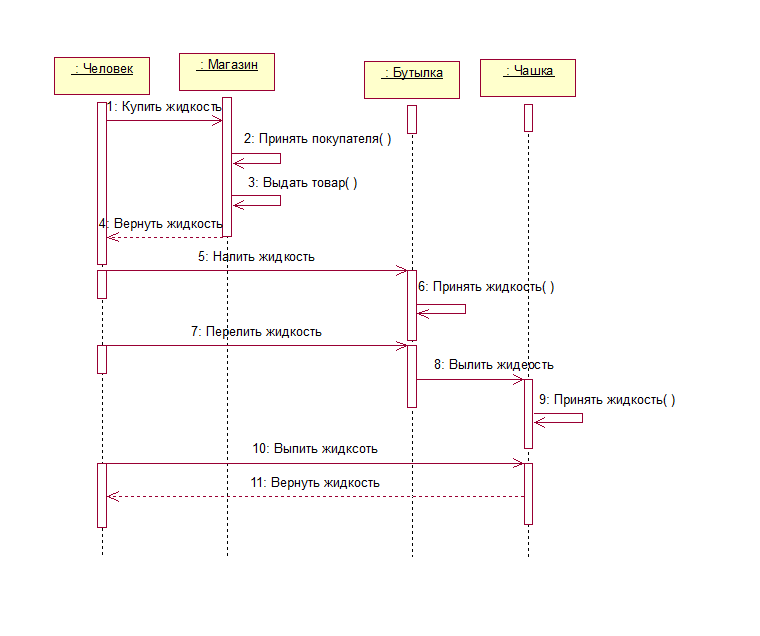 : Человек
: Магазин
: Бутылка
: Чашка
1: Купить жидкость
2: Принять покупателя( )
3: Выдать товар( )
4: Вернуть жидкость
5: Налить жидкость
6: Принять жидкость( )
7: Перелить жидкость
8: Вылить жидеость
9: Принять жидкость( )
10: Выпить жидксоть
11: Вернуть жидкость